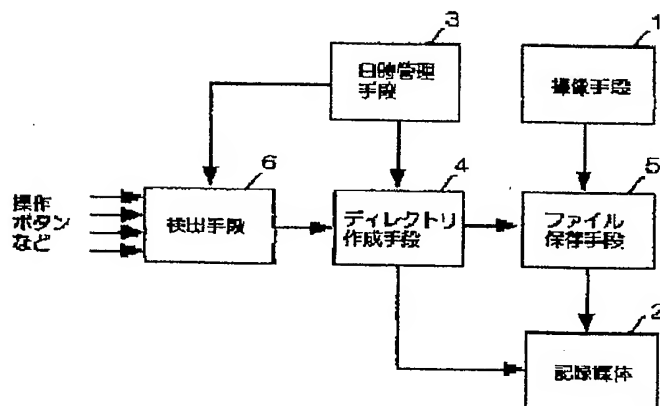 3
1
日時管理
手段
撮像手段
6
4
5
操作
ボタン
など
検出手段
ディレクトリ
作成手段
ファイル
保存手段
2
記録媒体